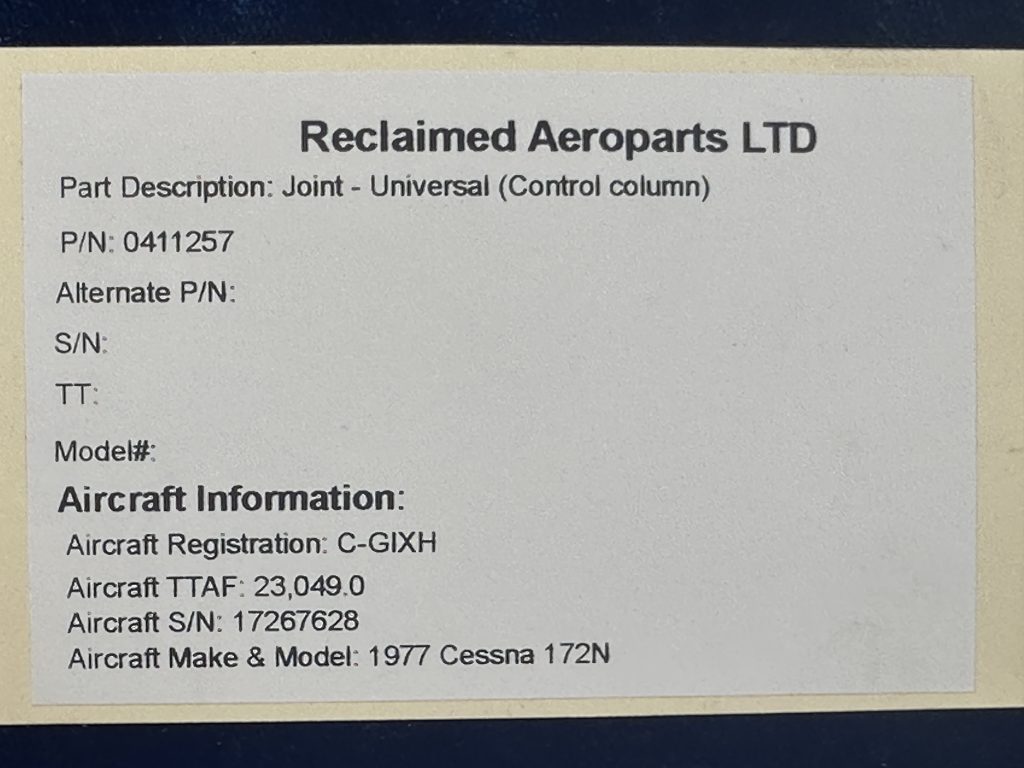 Reclaimed Aeroparts LTD
Part Description: Joint - Universal (Control column)
P/N: 0411257
Alternate P/N:
S/N:
TT:
Model#:
Aircraft Information:
Aircraft Registration: C-GIXH
Aircraft TTAF: 23,049.0
Aircraft S/N: 17267628
Aircraft Make & Model: 1977 Cessna 172N